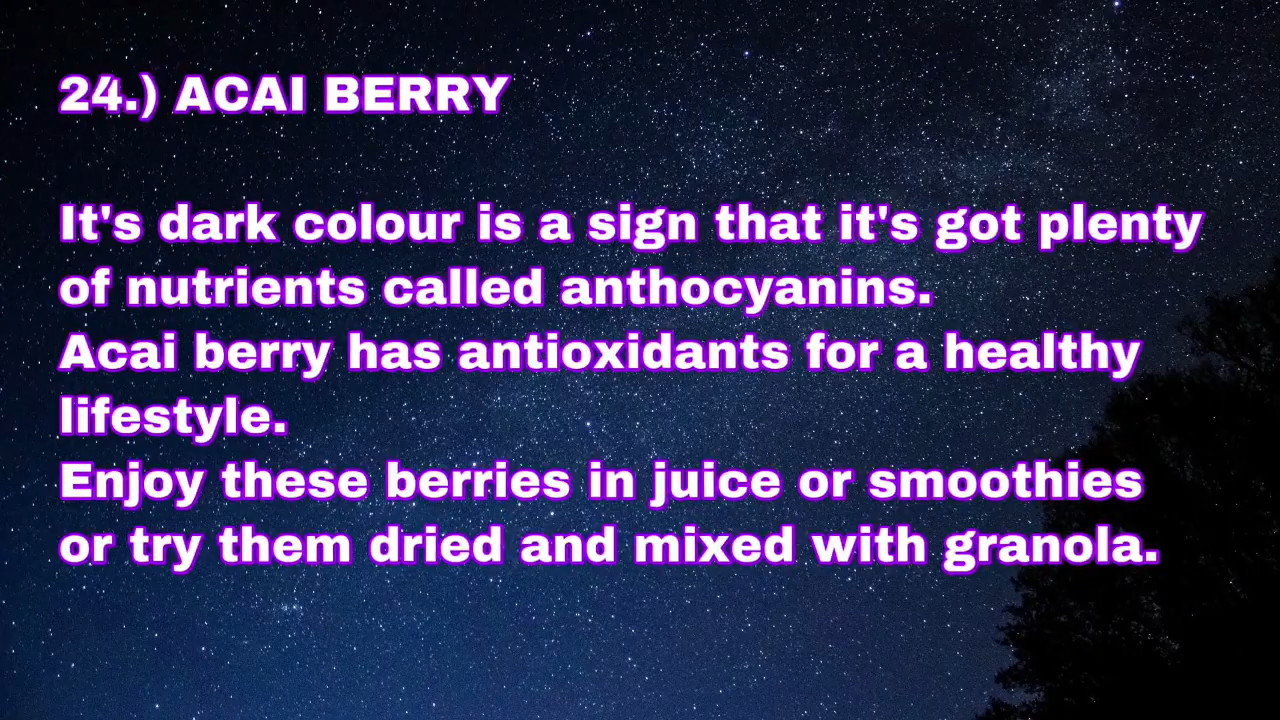 24.) ACAI BERRY
It's dark colour is a sign that it's got plenty
of nutrients called anthocyanins.
Acai berry has antioxidants for a healthy
lifestyle.
Enjoy these berries in juice or smoothies
or try them dried and mixed with granola.